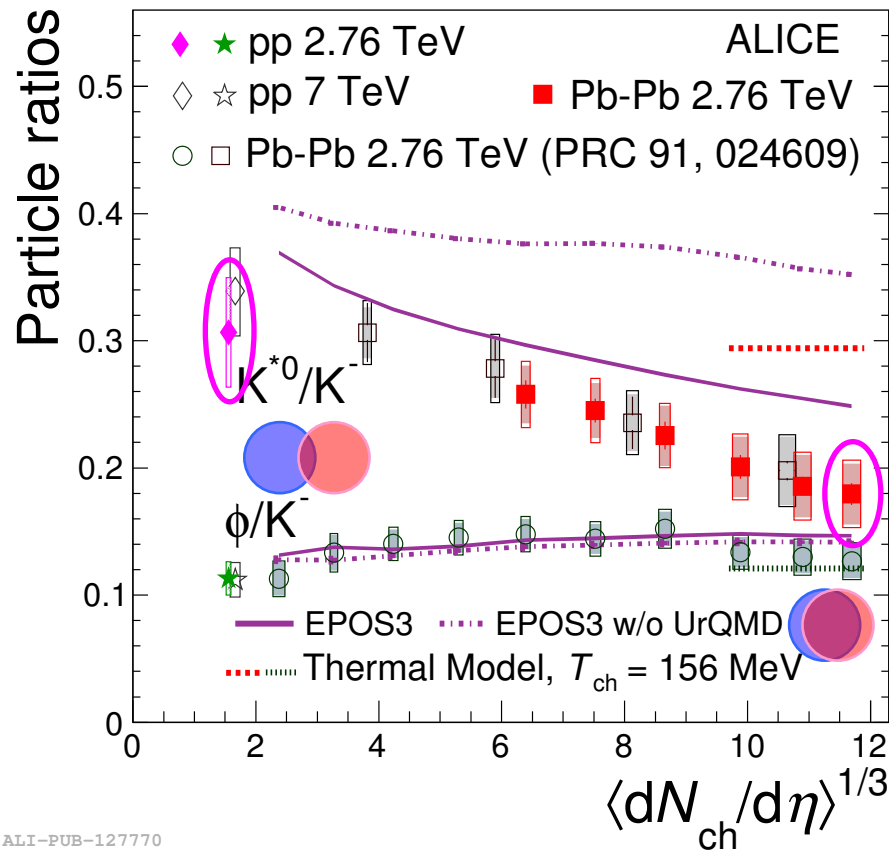 Particle ratios
pp 2.76 TeV
ALICE
pp 7 TeV
Pb-Pb 2.76 TeV
Pb-Pb 2.76 TeV (PRC 91, 024609)
0.5
0.4
0.3
0.2
0.1
0
K*0/K-
ϕ/K-
EPOS3
EPOS3 w/o UrQMD
Thermal Model, Tch = 156 MeV
0 2 4 6 8 10 12
⟨dNch/dη⟩1/3
ALI-PUB-127770